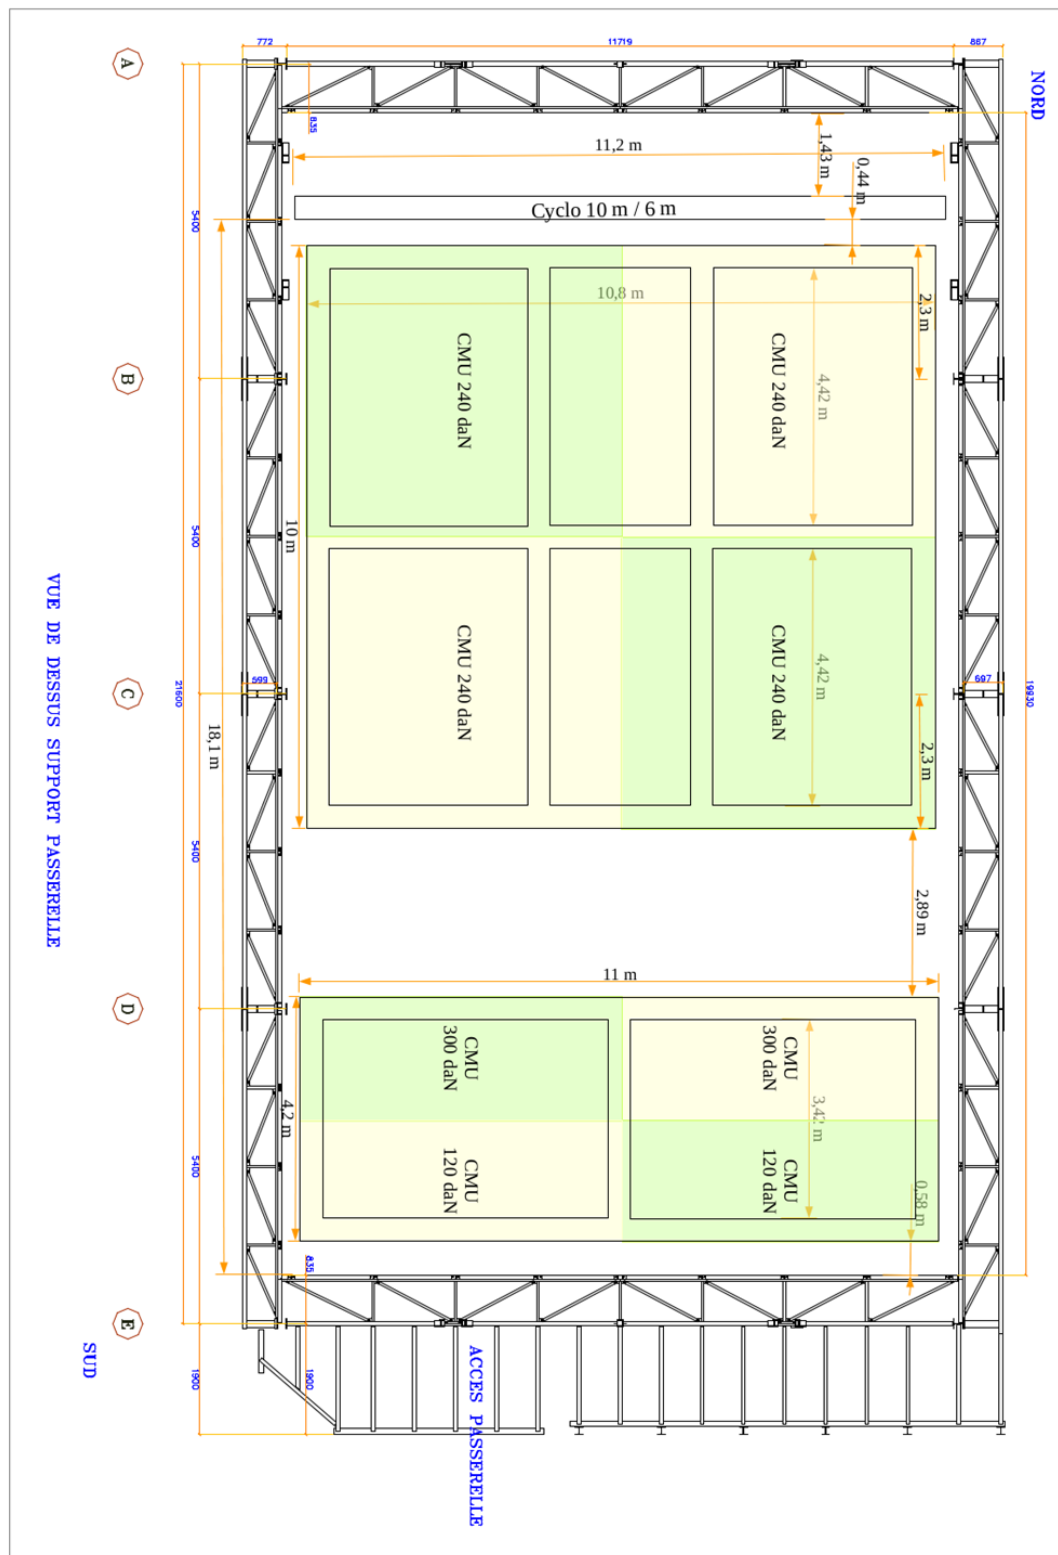 772
11719
867
A
NORD
835
11,2 m
1,43 m
0,44 m
Cyclo 10 m / 6 m
5400
10,8 m
2,3 m
CMU 240 daN
CMU 240 daN
4,42 m
B
10 m
5400
CMU 240 daN
CMU 240 daN
4,42 m
599
697
C
21600
19930
18,1 m
2,3 m
VUE DE DESSUS SUPPORT PASSERELLE
5400
2,89 m
11 m
D
CMU
300 daN
CMU
300 daN
3,42 m
4,2 m
5400
CMU
120 daN
CMU
120 daN
0,58 m
835
E
SUD
1900
1900
ACCES PASSERELLE